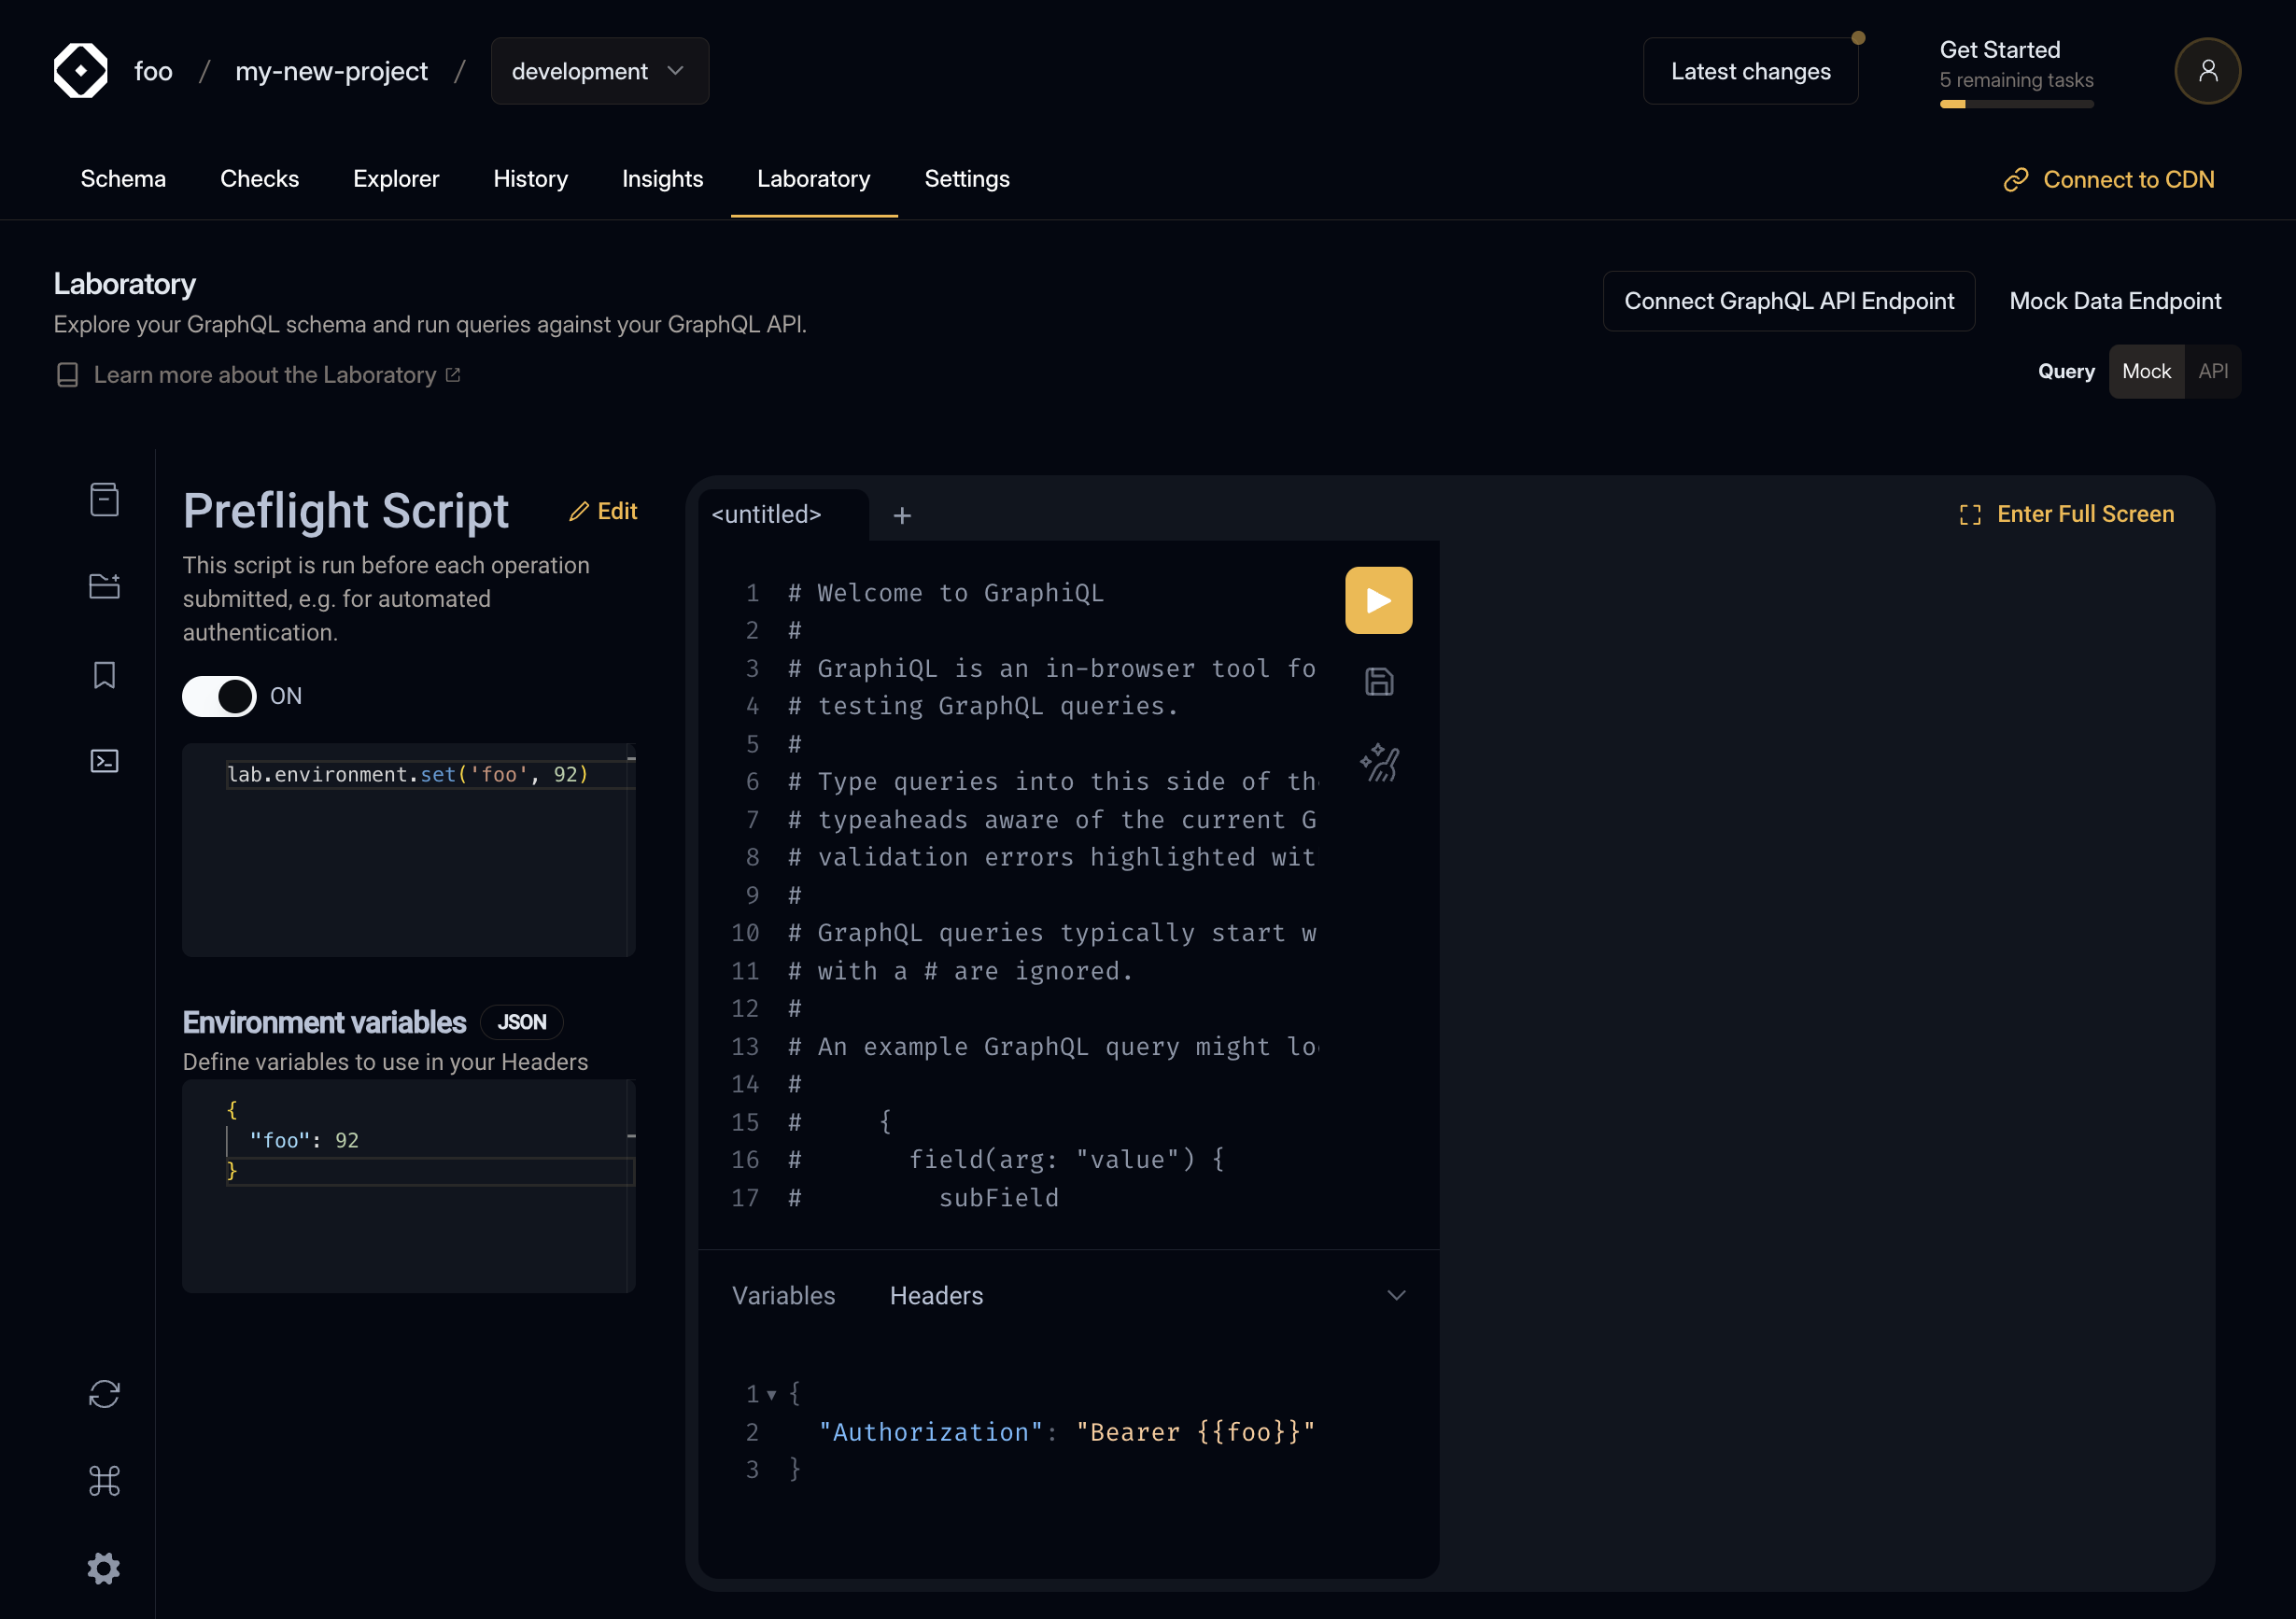 foo / my-new-project / development
Latest changes
Get Started
5 remaining tasks
Schema Checks Explorer History Insights Laboratory Settings
Connect to CDN
Laboratory
Explore your GraphQL schema and run queries against your GraphQL API.
Learn more about the Laboratory
Connect GraphQL API Endpoint
Mock Data Endpoint
Query Mock API
Preflight Script
Edit
This script is run before each operation
submitted, e.g. for automated
authentication.
ON
lab.environment.set('foo', 92)
Environment variables JSON
Define variables to use in your Headers
{
"foo": 92
}
<untitled> +
Enter Full Screen
1 # Welcome to GraphiQL
2 #
3 # GraphiQL is an in-browser tool fo
4 # testing GraphQL queries.
5 #
6 # Type queries into this side of th
7 # typeaheads aware of the current G
8 # validation errors highlighted wit
9 #
10 # GraphQL queries typically start w
11 # with a # are ignored.
12 #
13 # An example GraphQL query might lo
14 #
15 #     {
16 #       field(arg: "value") {
17 #         subField
Variables Headers
1 {
2   "Authorization": "Bearer {{foo}}"
3 }